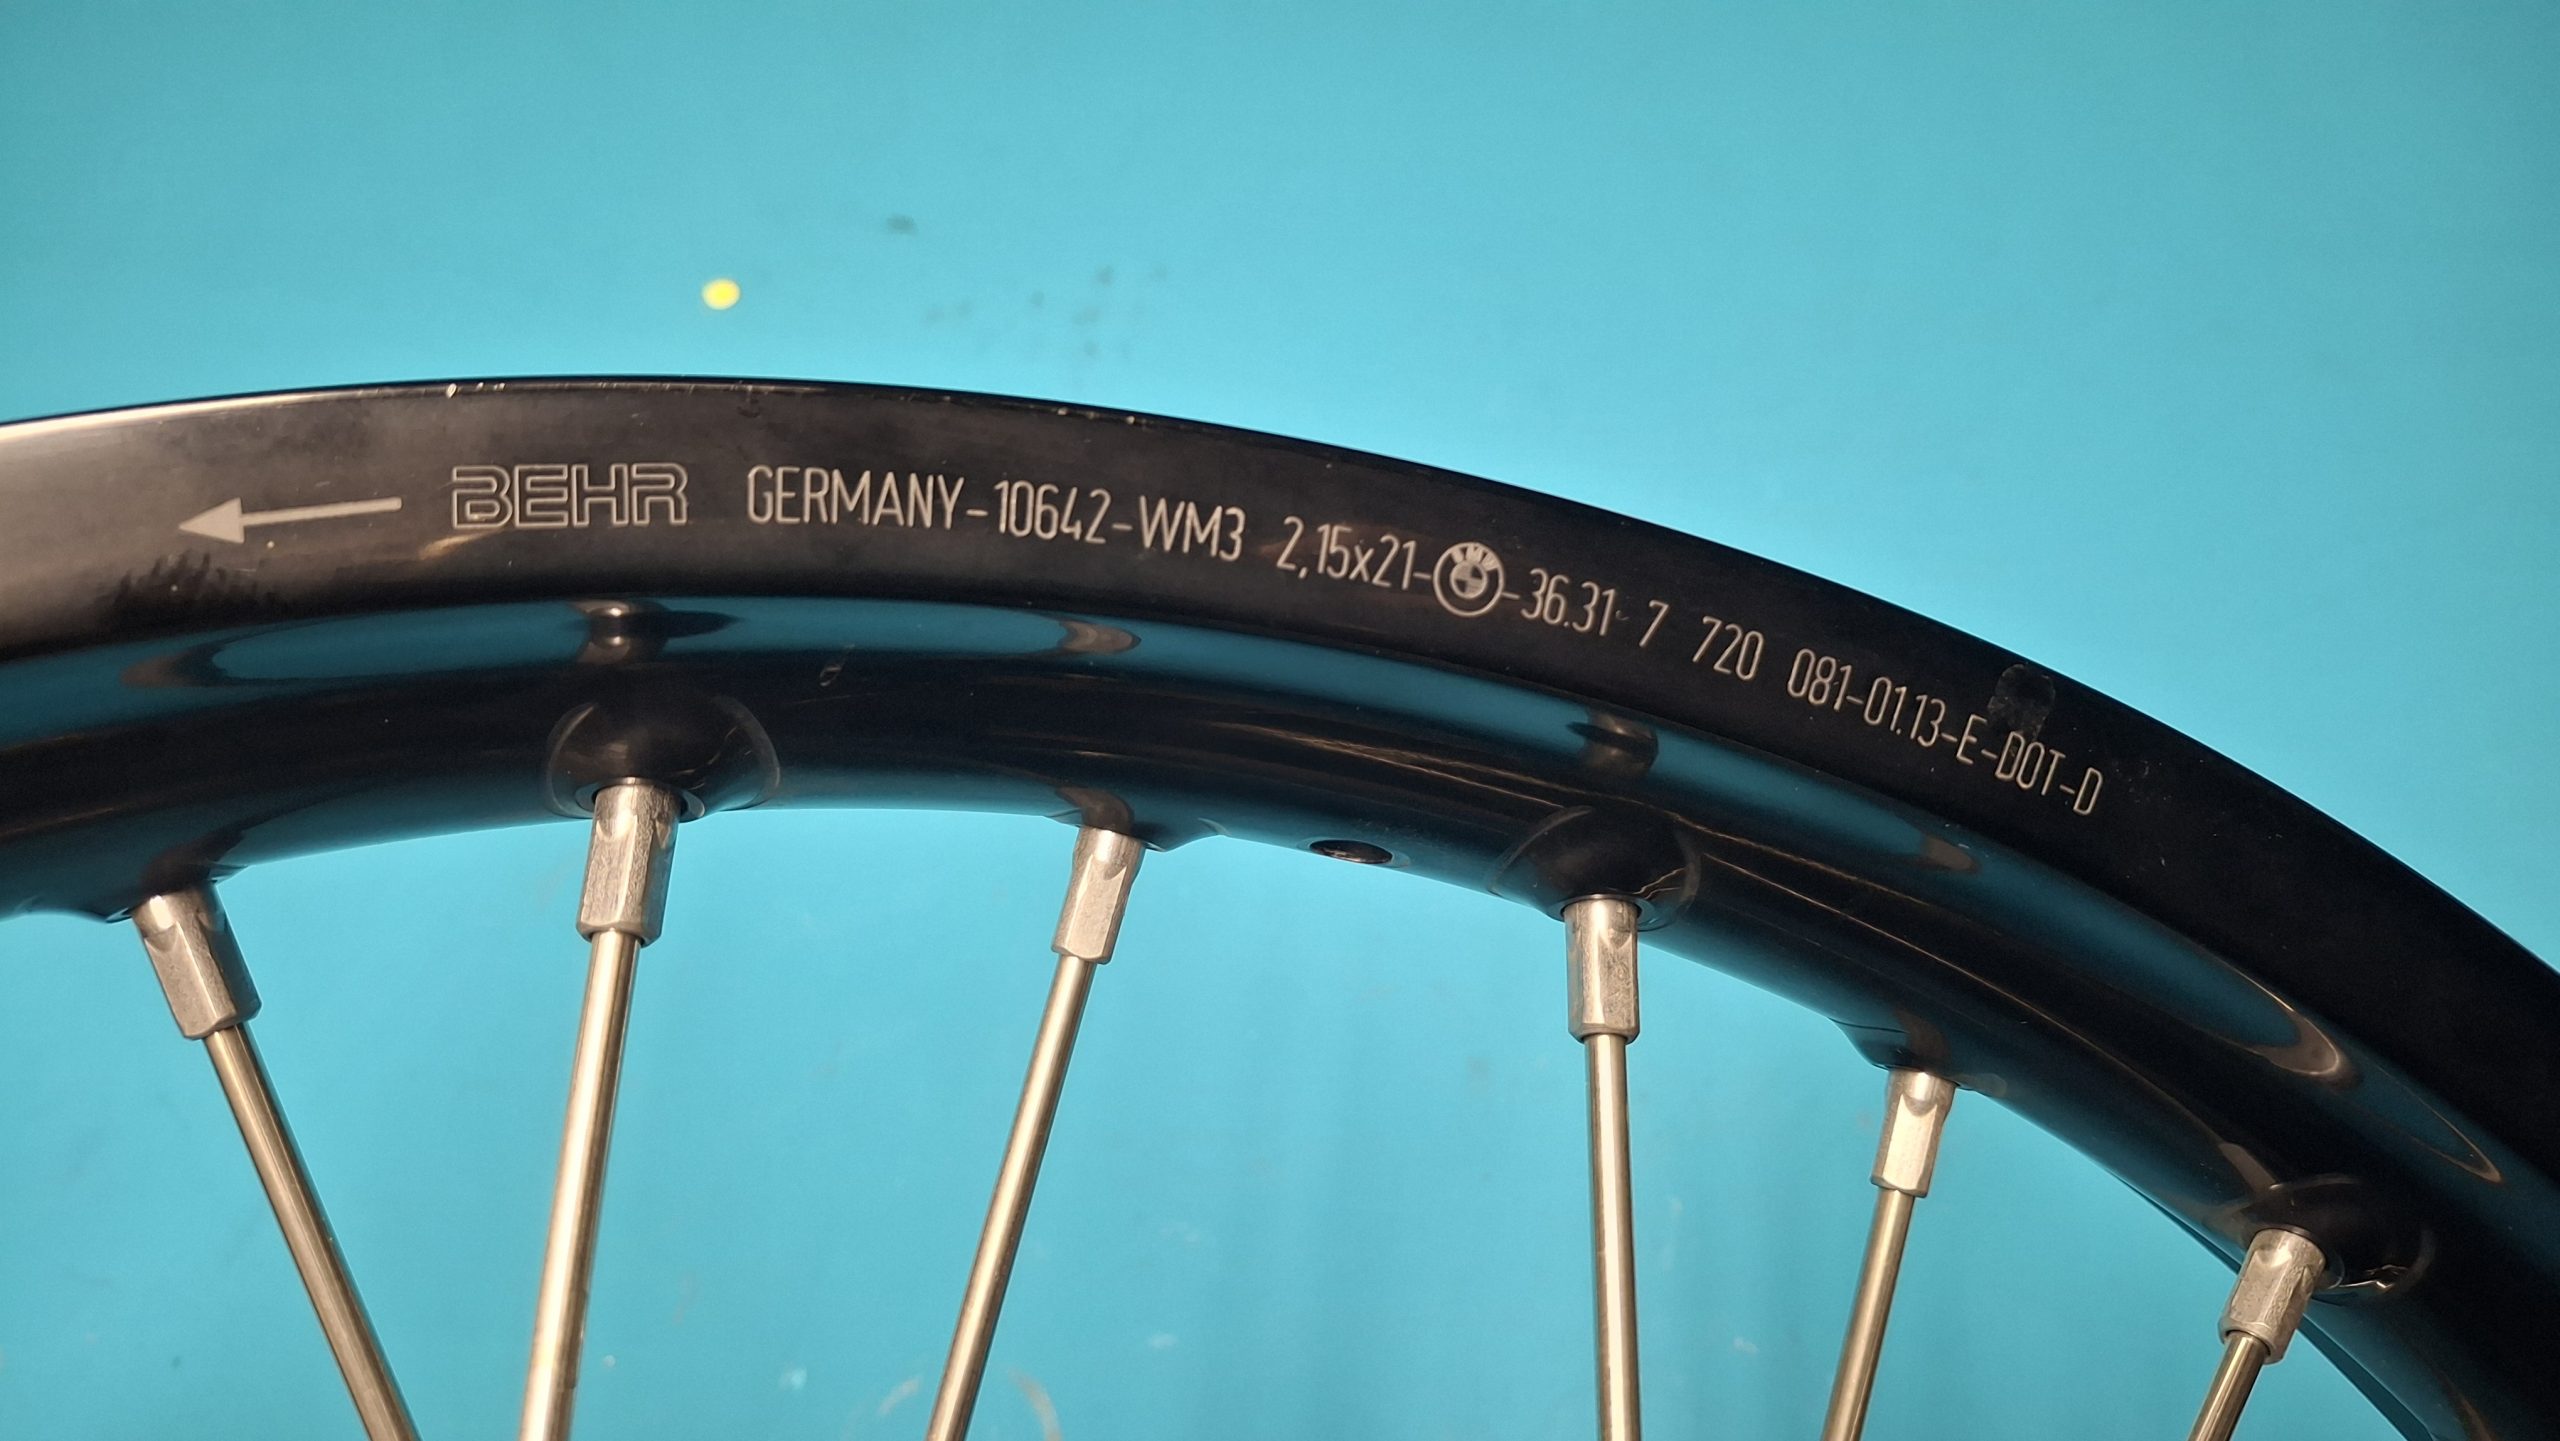 BEHR GERMANY-10642-WM3 2,15x21-BMW-36.31 7 720 081-01.13-E-DOT-D